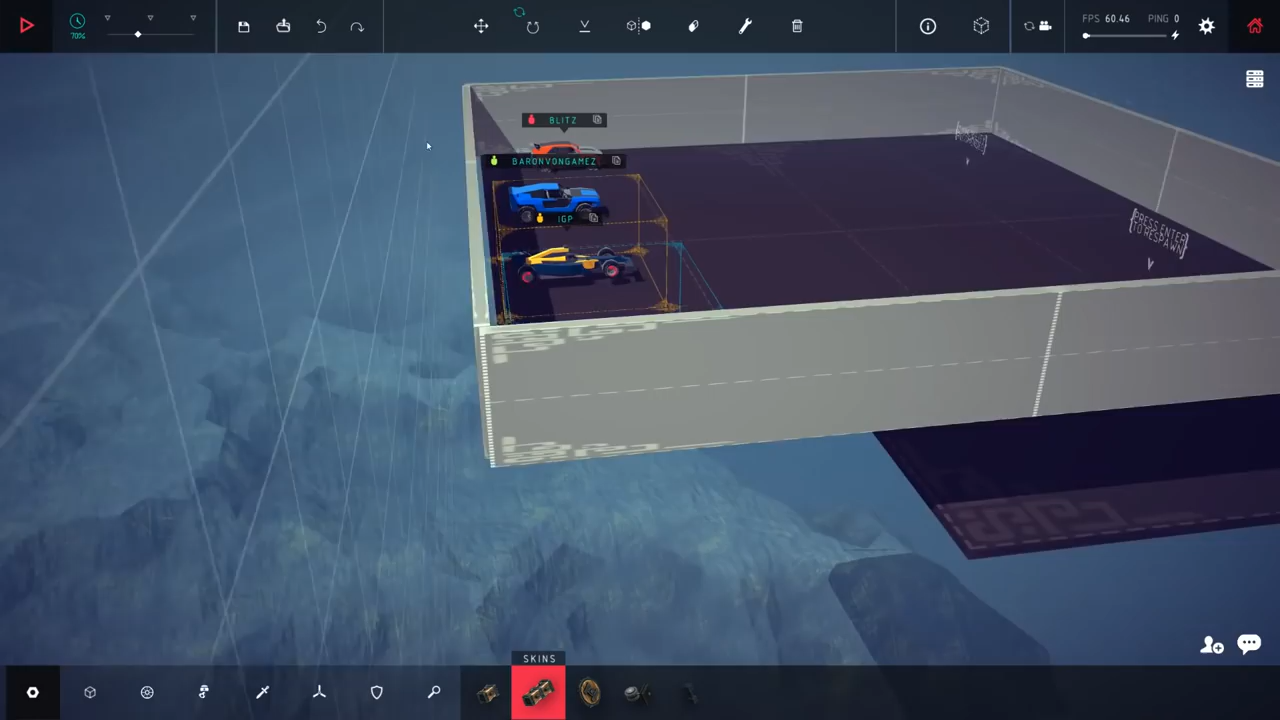 70%
FPS 60.46 PING 0
BLITZ
BARONVONGAMEZ
IGP
PRESS ENTER
TO RESPAWN
V
V
SKINS